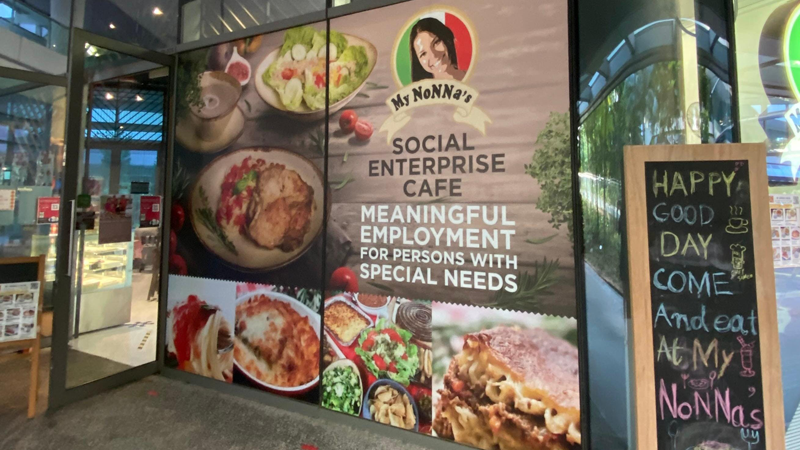 My NoNNa's
SOCIAL
ENTERPRISE
CAFE
MEANINGFUL
EMPLOYMENT
FOR PERSONS WITH
SPECIAL NEEDS
HAPPY
GOOD
DAY
COME
And eat
At My
NoNNa's